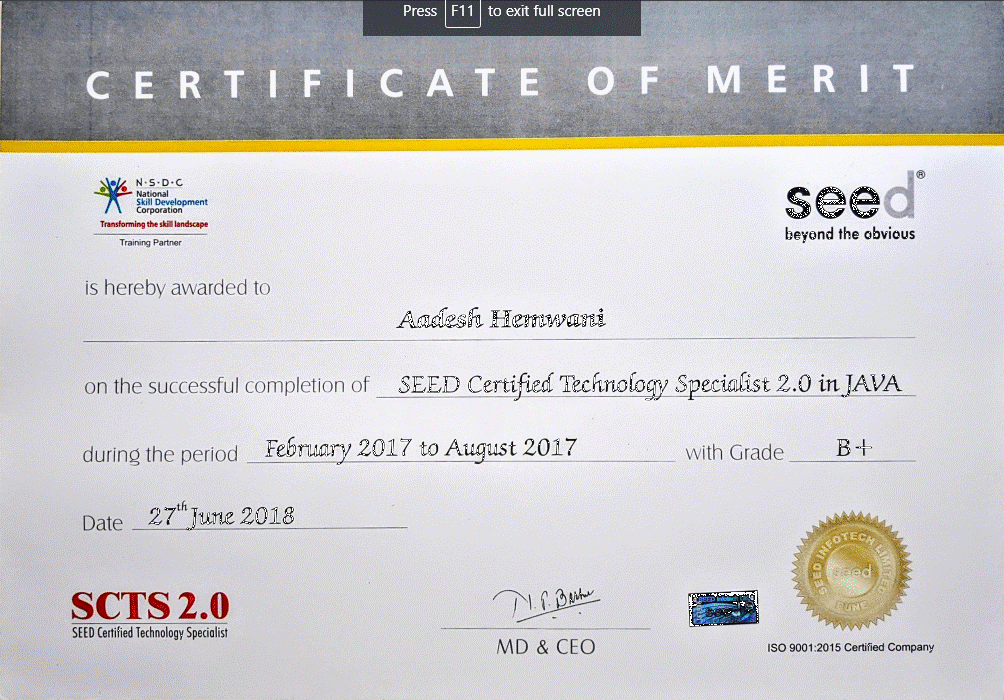 Press F11 to exit full screen
CERTIFICATE OF MERIT
N·S·D·C
National
Skill Development
Corporation
Transforming the skill landscape
Training Partner
seed®
beyond the obvious
is hereby awarded to
Aadesh Hemwani
on the successful completion of SEED Certified Technology Specialist 2.0 in JAVA
during the period February 2017 to August 2017 with Grade B+
Date 27th June 2018
SCTS 2.0
SEED Certified Technology Specialist
MD & CEO
SEED INFOTECH LIMITED
seed
PUNE
ISO 9001:2015 Certified Company